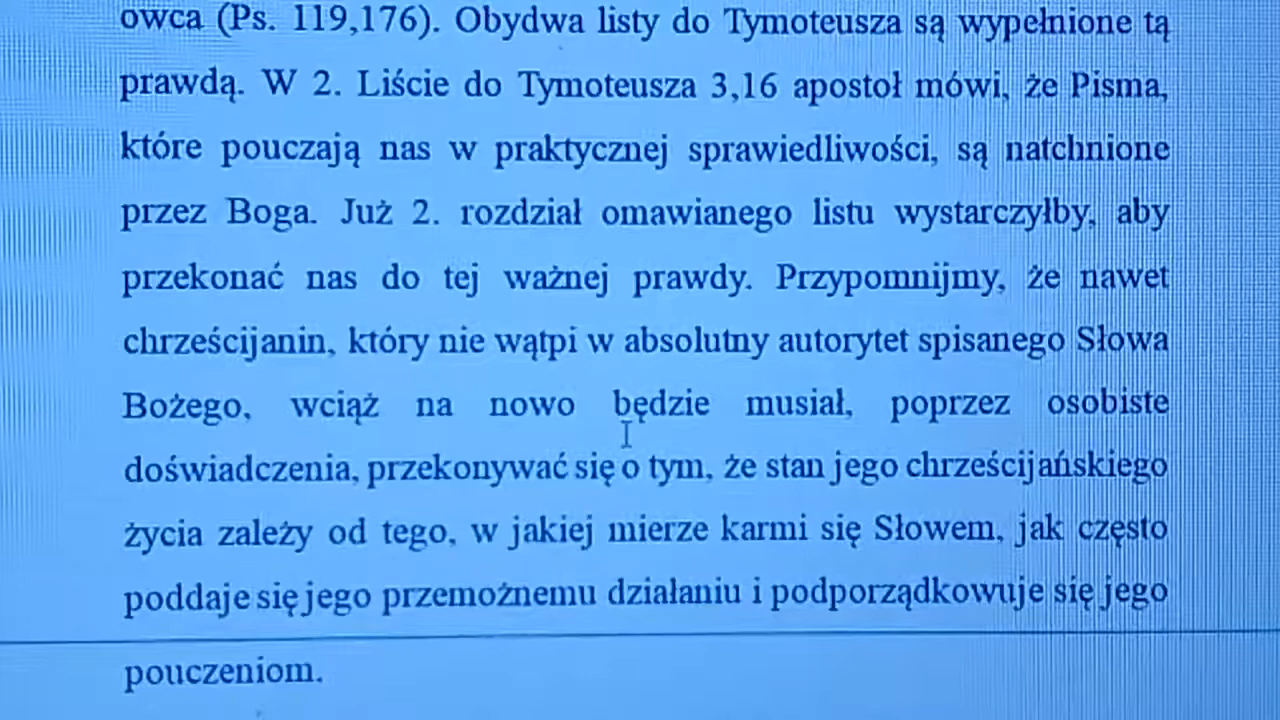 owca (Ps. 119,176). Obydwa listy do Tymoteusza są wypełnione tą
prawdą. W 2. Liście do Tymoteusza 3,16 apostoł mówi, że Pisma,
które pouczają nas w praktycznej sprawiedliwości, są natchnione
przez Boga. Już 2. rozdział omawianego listu wystarczyłby, aby
przekonać nas do tej ważnej prawdy. Przypomnijmy, że nawet
chrześcijanin, który nie wątpi w absolutny autorytet spisanego Słowa
Bożego, wciąż na nowo będzie musiał, poprzez osobiste
doświadczenia, przekonywać się o tym, że stan jego chrześcijańskiego
życia zależy od tego, w jakiej mierze karmi się Słowem, jak często
poddaje się jego przemożnemu działaniu i podporządkowuje się jego
pouczeniom.